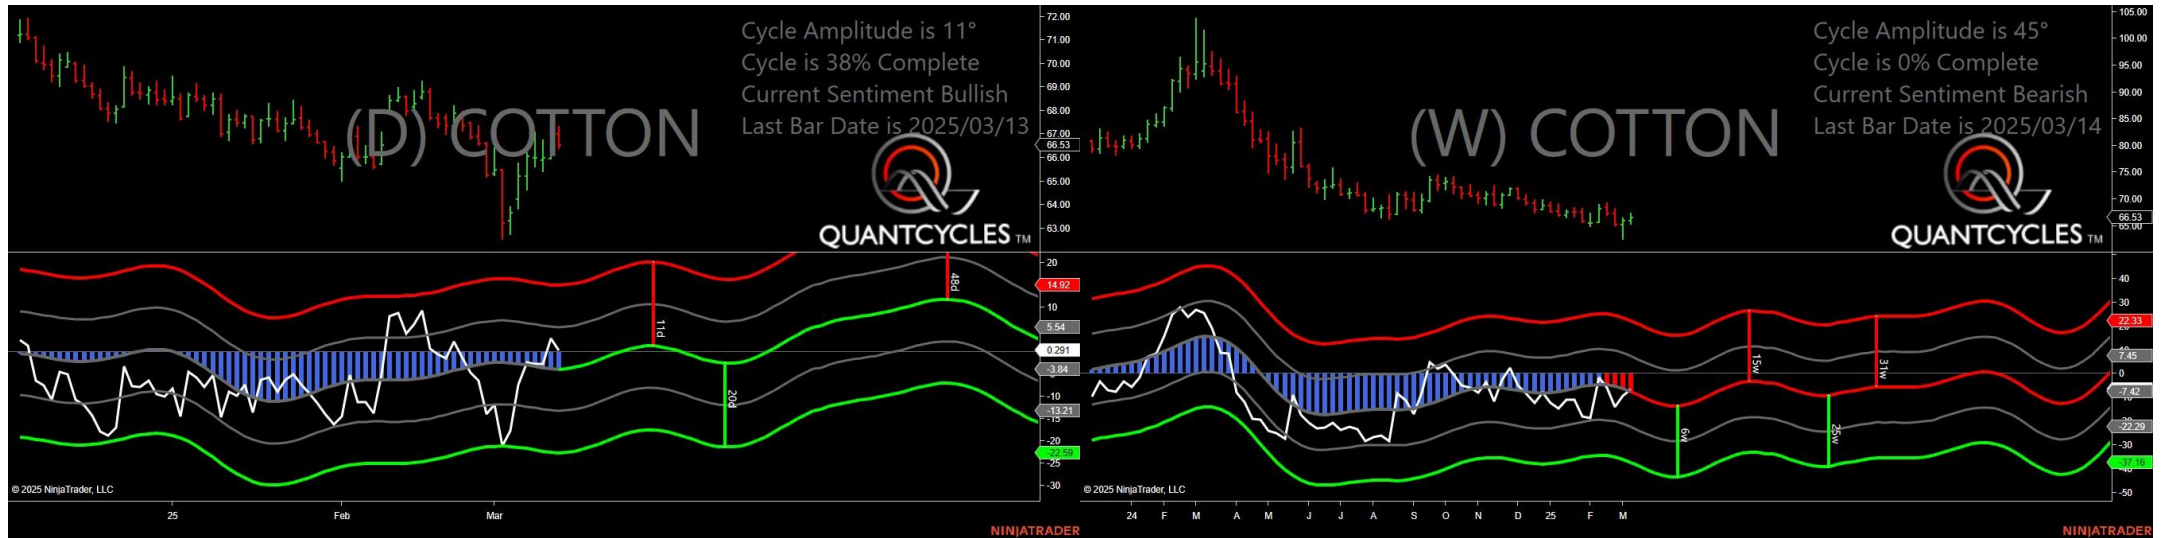 Cycle Amplitude is 11°
Cycle is 38% Complete
Current Sentiment Bullish
Last Bar Date is 2025/03/13
(D) COTTON
QUANTCYCLES TM
72.00
71.00
70.00
69.00
68.00
67.00
66.53
66.00
65.00
64.00
63.00
20
14.92
10
5.54
0.291
-3.84
-10
-13.21
-15
-20
-22.59
-25
-30
11d
20d
48d
© 2025 NinjaTrader, LLC
25 Feb Mar
NINJATRADER
Cycle Amplitude is 45°
Cycle is 0% Complete
Current Sentiment Bearish
Last Bar Date is 2025/03/14
(W) COTTON
QUANTCYCLES TM
105.00
100.00
95.00
90.00
85.00
80.00
75.00
70.00
66.53
65.00
40
30
22.33
7.45
0
-7.42
-22.29
-30
-37.16
-50
6w
15w
25w
31w
© 2025 NinjaTrader, LLC
24 F M A M J J A S O N D 25 F M
NINJATRADER